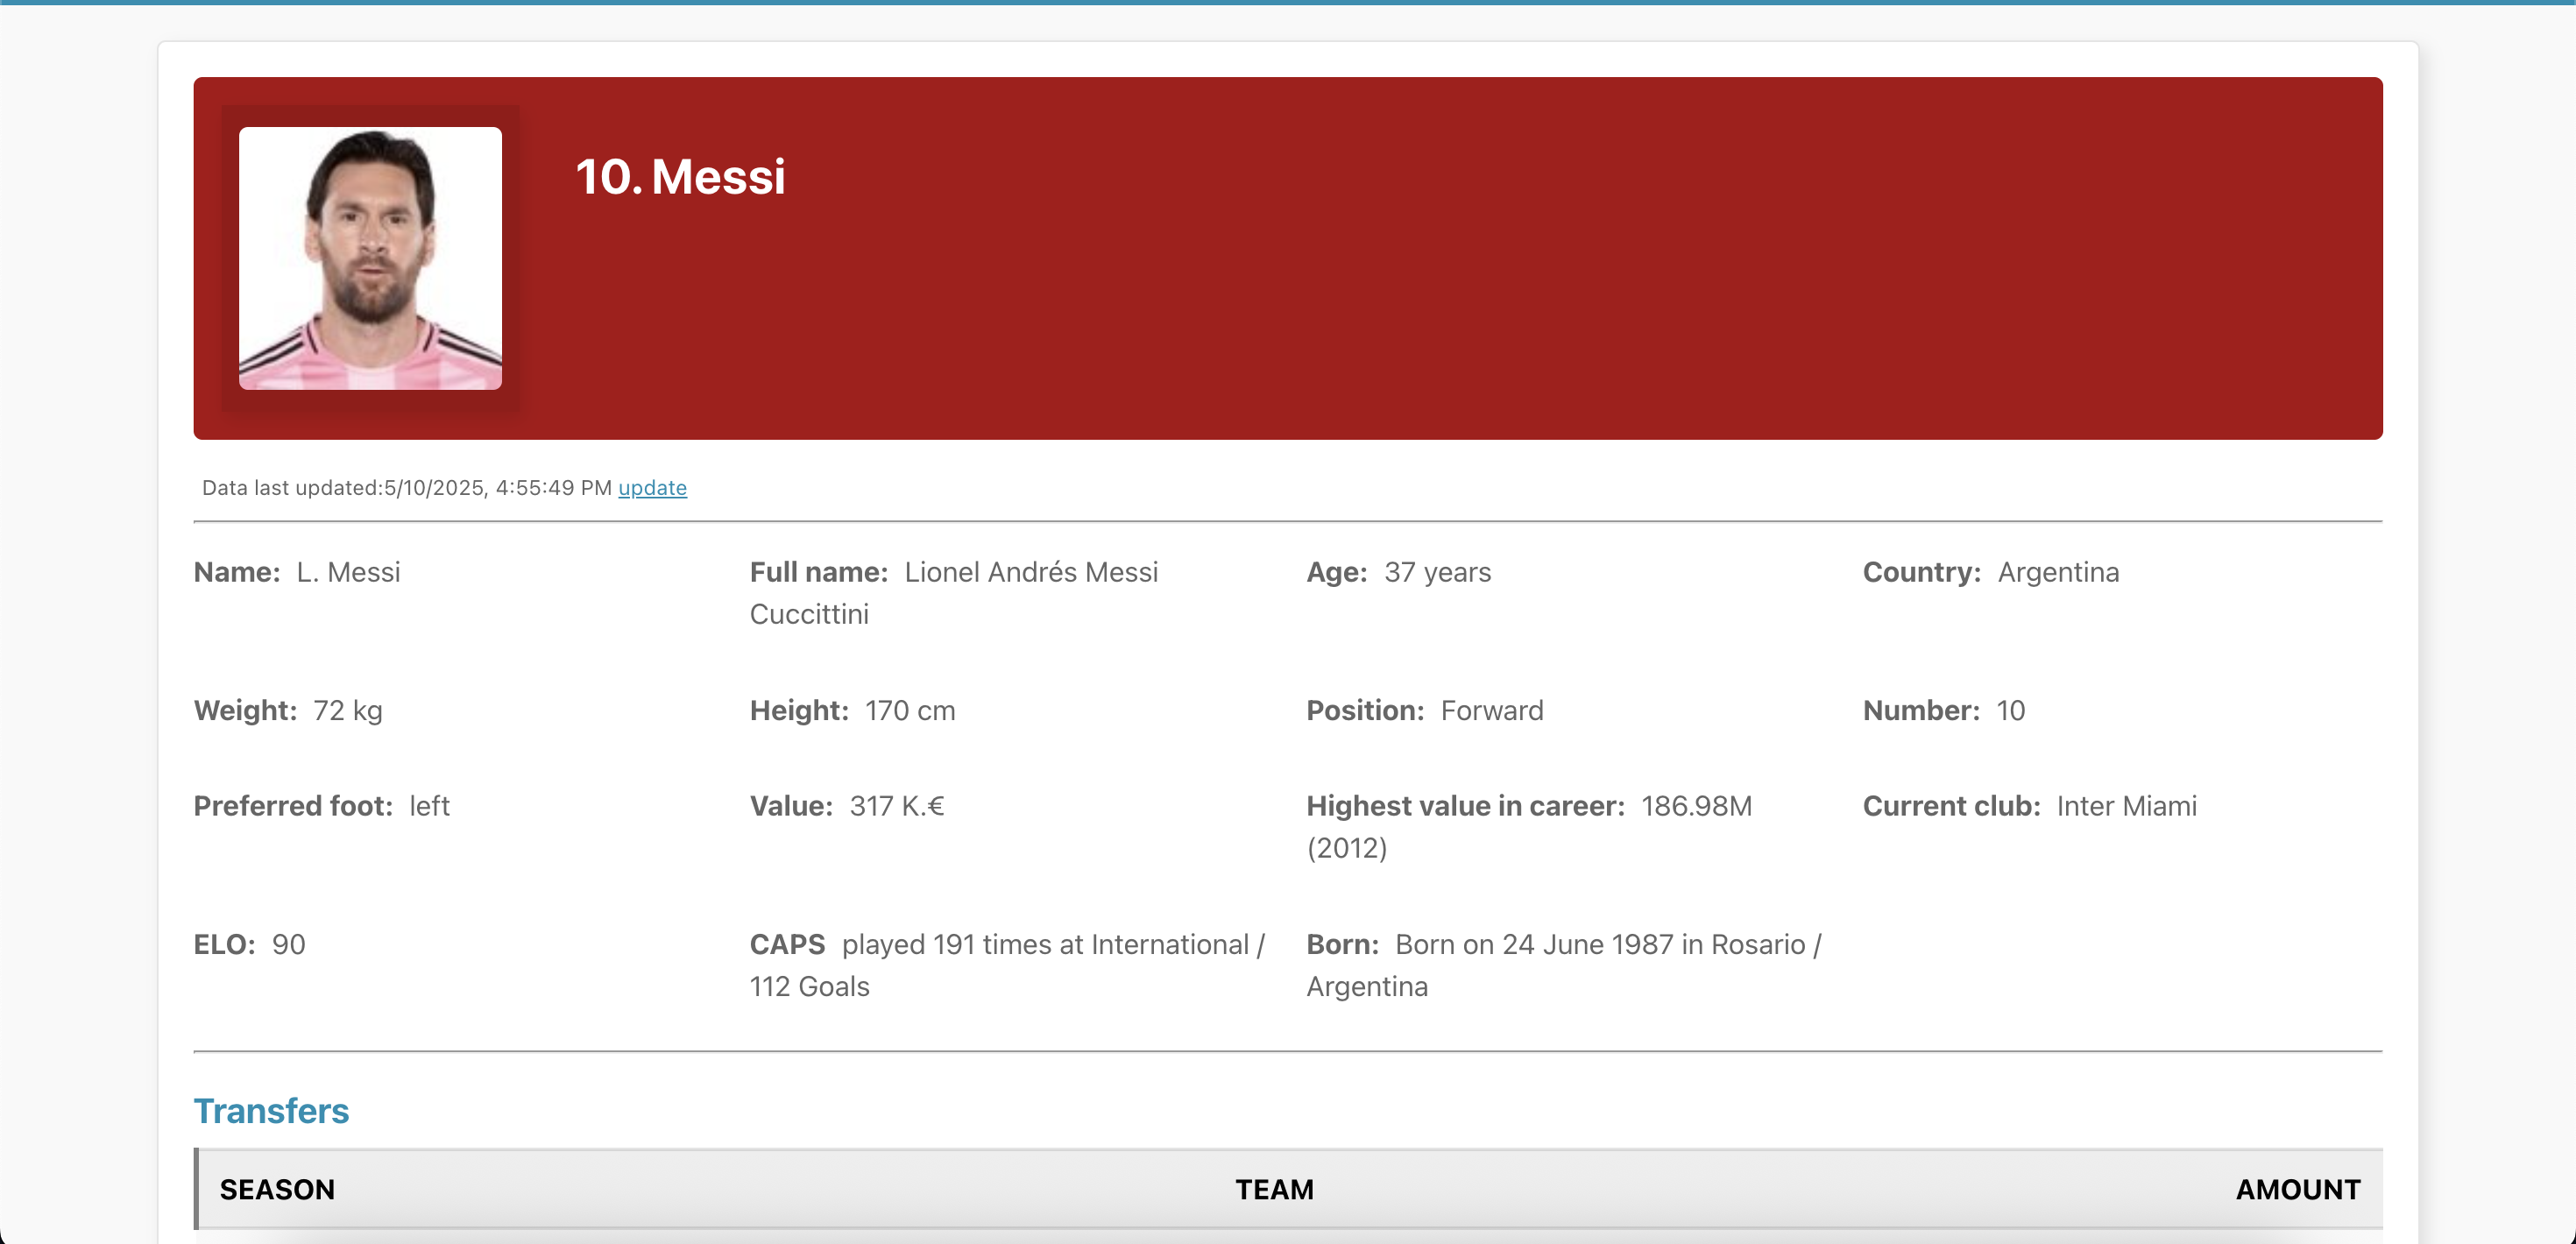 10. Messi
Data last updated:5/10/2025, 4:55:49 PM update
Name: L. Messi
Full name: Lionel Andrés Messi
Cuccittini
Age: 37 years
Country: Argentina
Weight: 72 kg
Height: 170 cm
Position: Forward
Number: 10
Preferred foot: left
Value: 317 K.€
Highest value in career: 186.98M
(2012)
Current club: Inter Miami
ELO: 90
CAPS played 191 times at International /
112 Goals
Born: Born on 24 June 1987 in Rosario /
Argentina
Transfers
SEASON TEAM AMOUNT